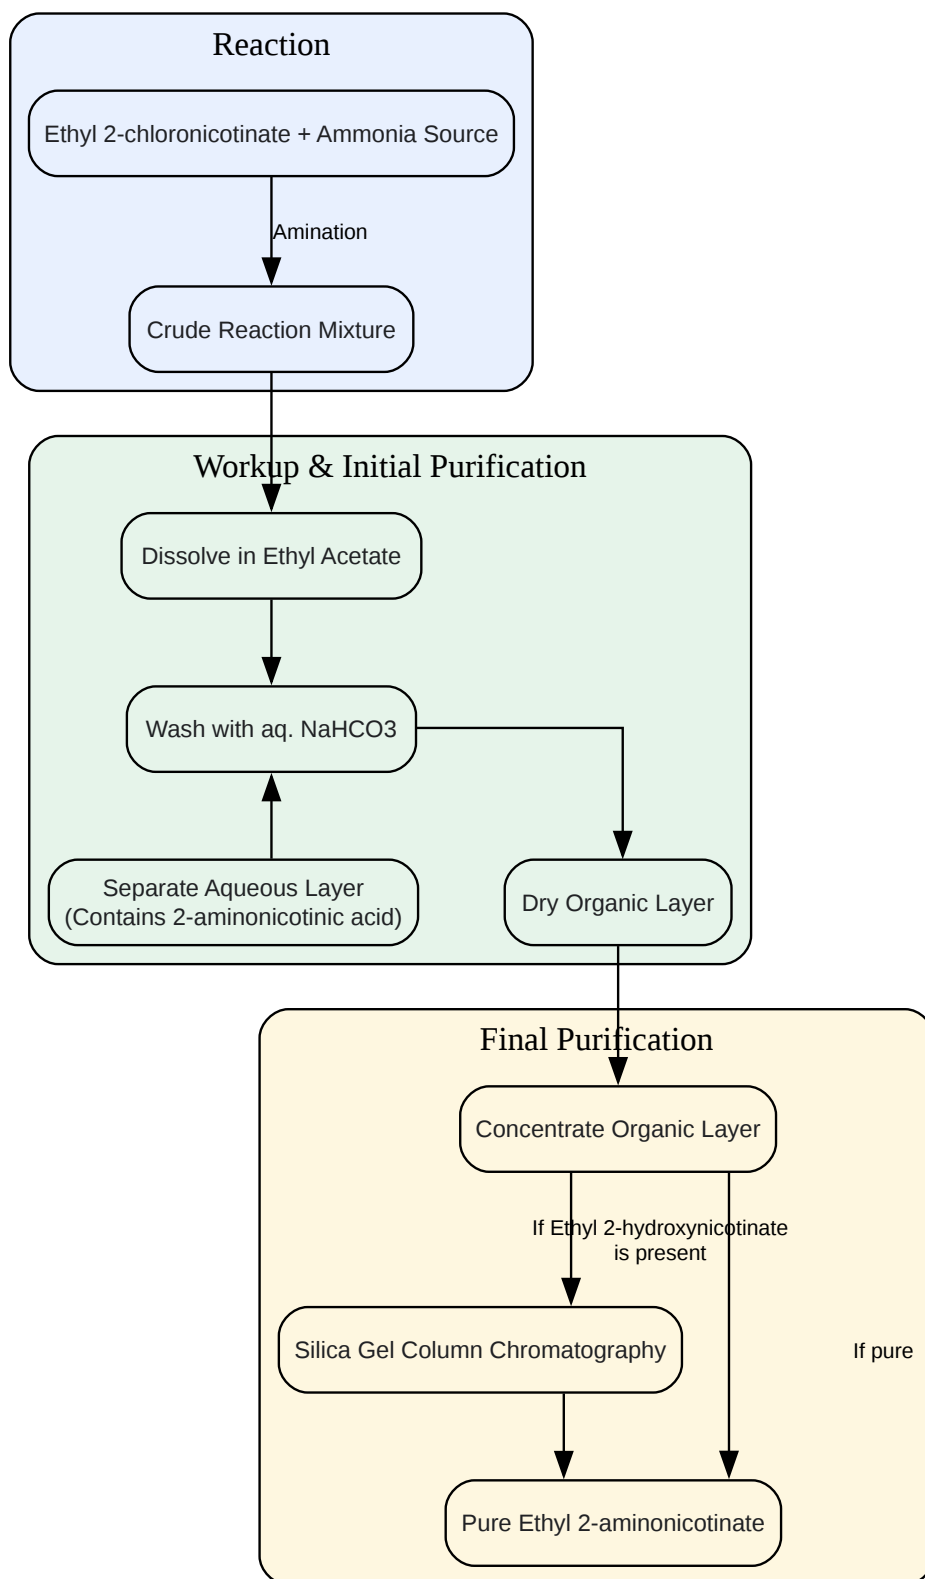 Reaction
Ethyl 2-chloronicotinate + Ammonia Source
Amination
Crude Reaction Mixture
Workup & Initial Purification
Dissolve in Ethyl Acetate
Wash with aq. NaHCO3
Separate Aqueous Layer
(Contains 2-aminonicotinic acid)
Dry Organic Layer
Final Purification
Concentrate Organic Layer
If Ethyl 2-hydroxynicotinate
is present
Silica Gel Column Chromatography
If pure
Pure Ethyl 2-aminonicotinate